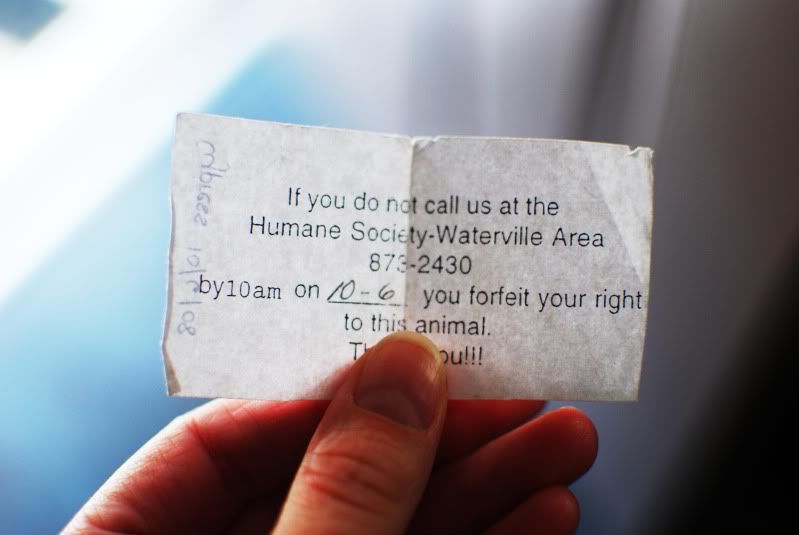 If you do not call us at the
Humane Society-Waterville Area
873-2430
by10am on 10-6 you forfeit your right
to this animal.